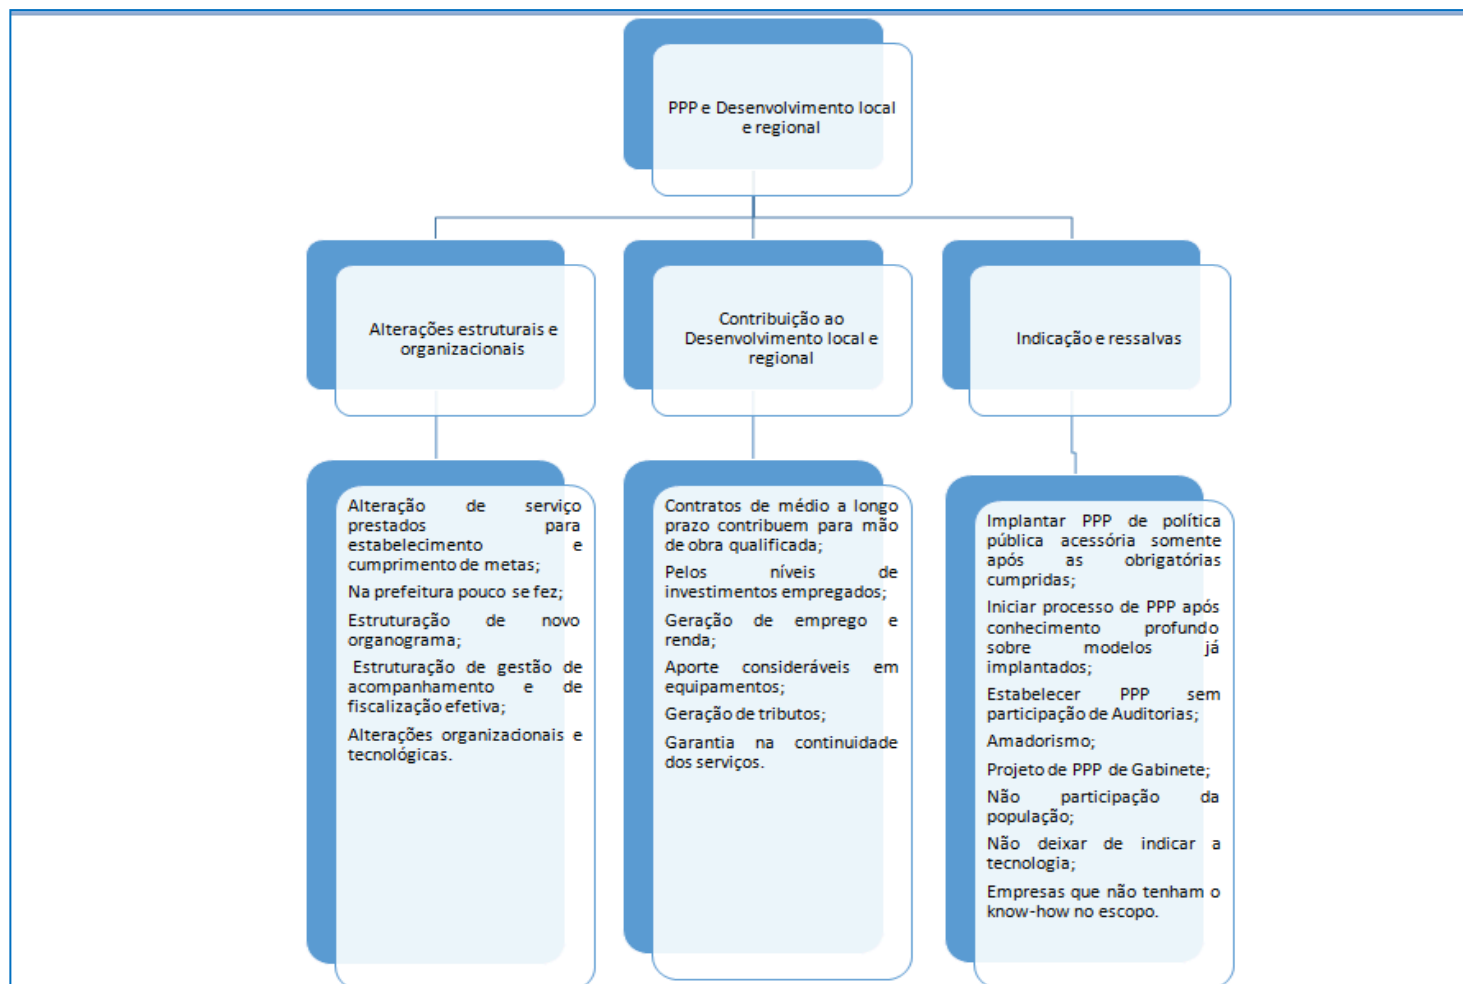 PPP e Desenvolvimento local
e regional
Alterações estruturais e
organizacionais
Contribuição ao
Desenvolvimento local e
regional
Indicação e ressalvas
Alteração de serviço
prestados para
estabelecimento e
cumprimento de metas;
Na prefeitura pouco se fez;
Estruturação de novo
organograma;
Estruturação de gestão de
acompanhamento e de
fiscalização efetiva;
Alterações organizacionais e
tecnológicas.
Contratos de médio a longo
prazo contribuem para mão
de obra qualificada;
Pelos níveis de
investimentos empregados;
Geração de emprego e
renda;
Aporte consideráveis em
equipamentos;
Geração de tributos;
Garantia na continuidade
dos serviços.
Implantar PPP de política
pública acessória somente
após as obrigatórias
cumpridas;
Iniciar processo de PPP após
conhecimento profundo
sobre modelos já
implantados;
Estabelecer PPP sem
participação de Auditorias;
Amadorismo;
Projeto de PPP de Gabinete;
Não participação da
população;
Não deixar de indicar a
tecnologia;
Empresas que não tenham o
know-how no escopo.